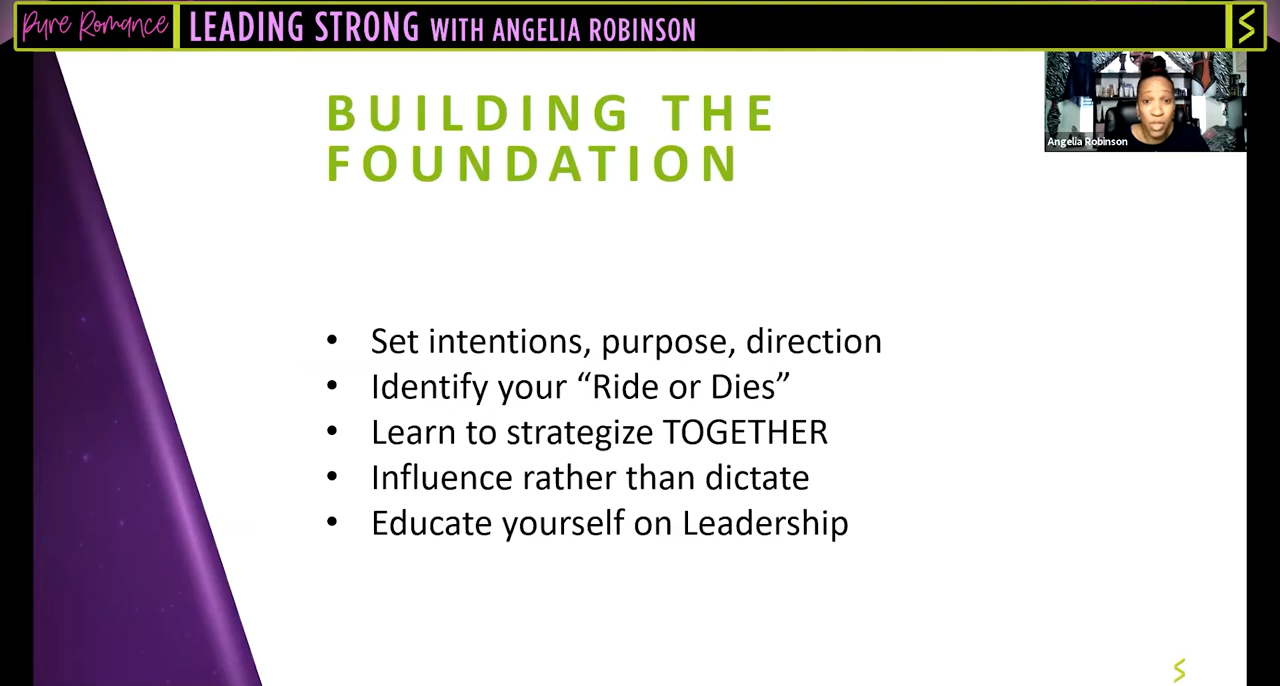 Pure Romance
LEADING STRONG WITH ANGELIA ROBINSON
Angelia Robinson
BUILDING THE
FOUNDATION
• Set intentions, purpose, direction
• Identify your “Ride or Dies”
• Learn to strategize TOGETHER
• Influence rather than dictate
• Educate yourself on Leadership